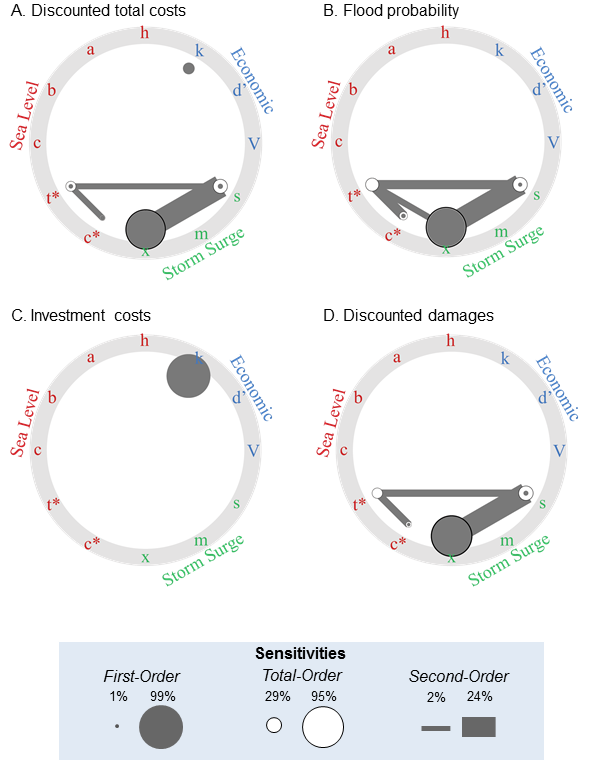 A. Discounted total costs
B. Flood probability
h
a
k
b
d’
c
V
t*
s
c*
m
x
Sea Level
Economic
Storm Surge
h
a
k
b
d’
c
V
t*
s
c*
m
x
Sea Level
Economic
Storm Surge
C. Investment costs
D. Discounted damages
h
a
k
b
d’
c
V
t*
s
c*
m
x
Sea Level
Economic
Storm Surge
h
a
k
b
d’
c
V
t*
s
c*
m
x
Sea Level
Economic
Storm Surge
Sensitivities
First-Order Total-Order Second-Order
1% 99% 29% 95% 2% 24%